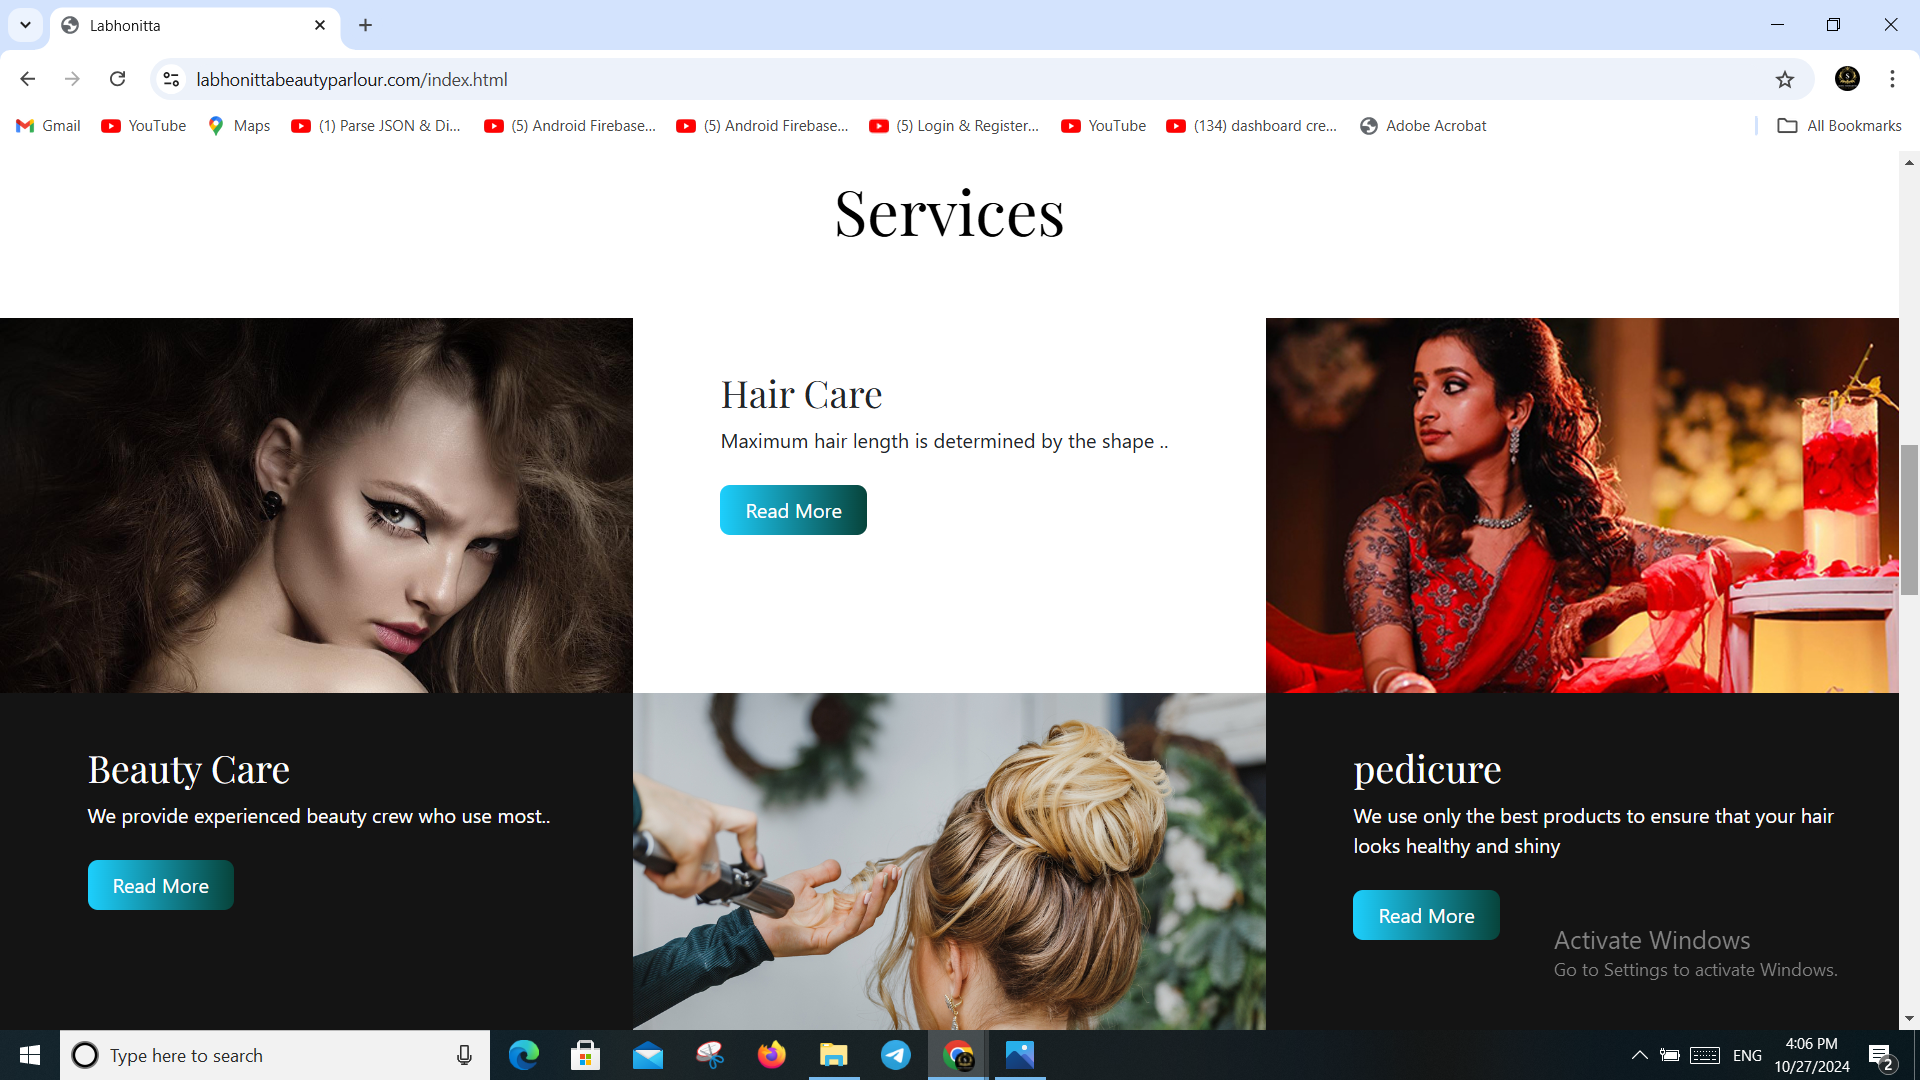 Labhonitta
labhonittabeautyparlour.com/index.html
Gmail YouTube Maps (1) Parse JSON & Di... (5) Android Firebase... (5) Android Firebase... (5) Login & Register... YouTube (134) dashboard cre... Adobe Acrobat All Bookmarks
Services
Hair Care
Maximum hair length is determined by the shape ..
Read More
Beauty Care
We provide experienced beauty crew who use most..
Read More
pedicure
We use only the best products to ensure that your hair
looks healthy and shiny
Read More
Activate Windows
Go to Settings to activate Windows.
Type here to search
ENG
4:06 PM
10/27/2024
2